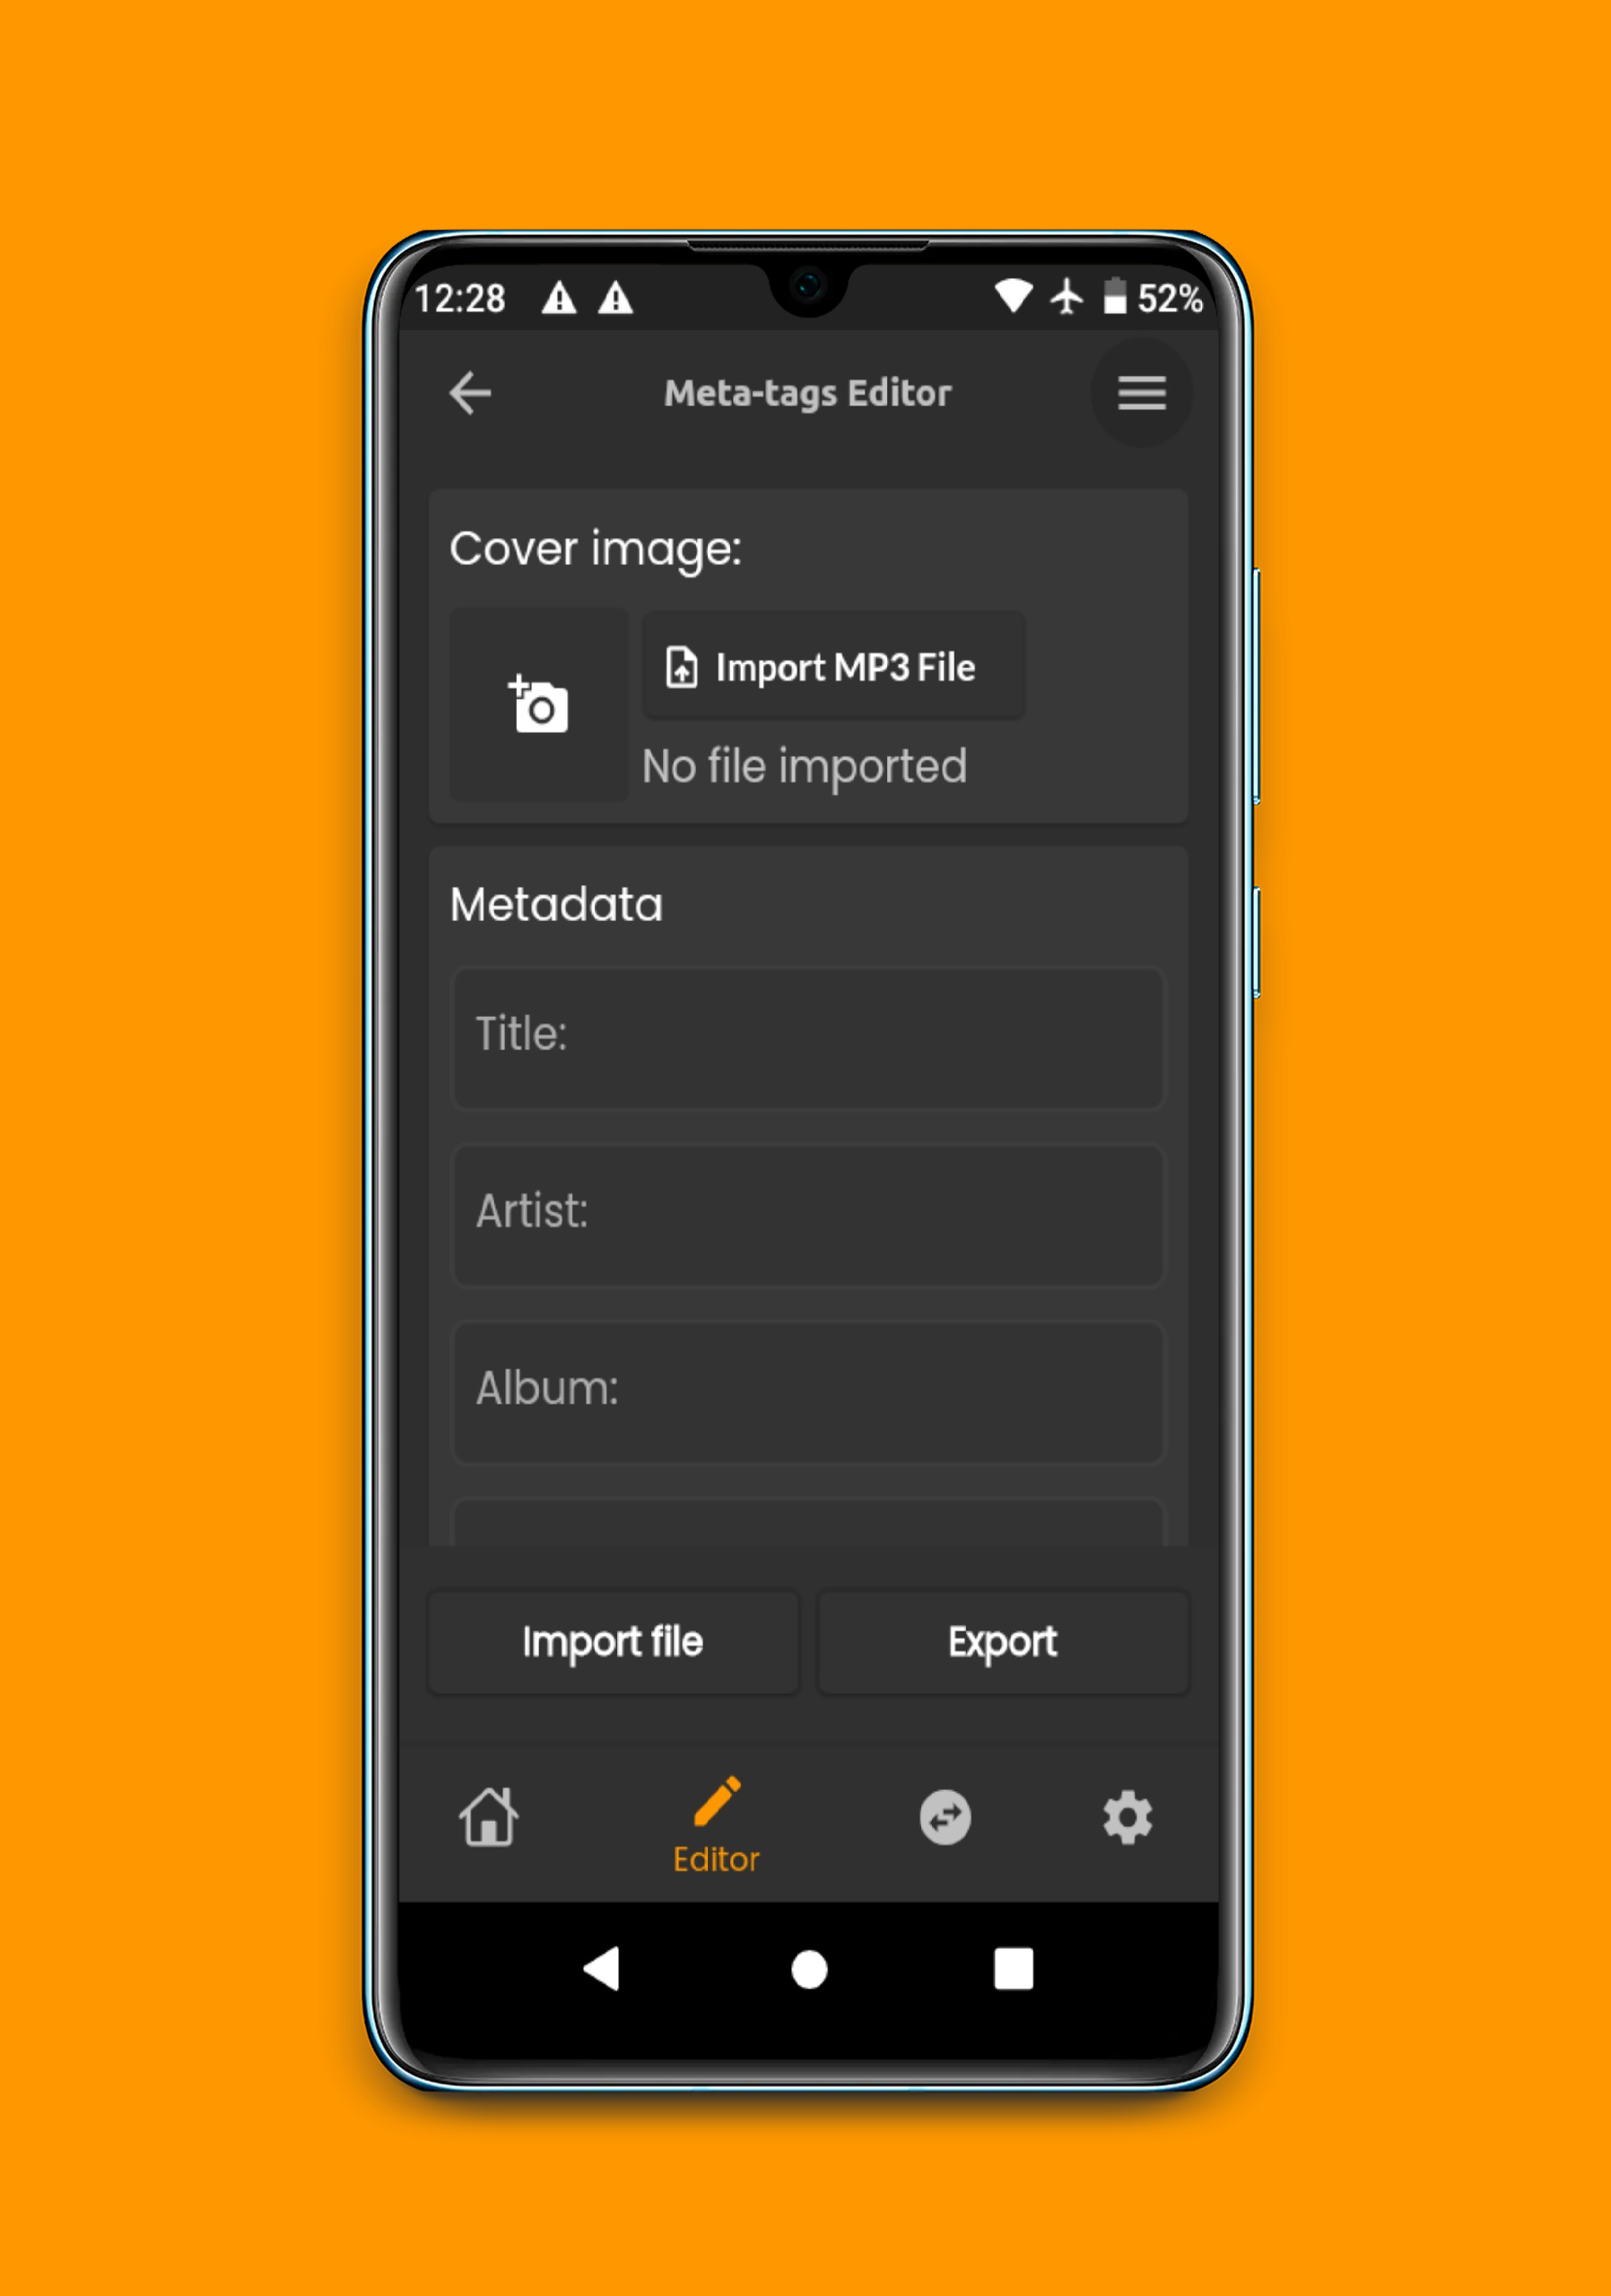 12:28 52%
Meta-tags Editor
Cover image:
Import MP3 File
No file imported
Metadata
Title:
Artist:
Album:
Import file Export
Editor